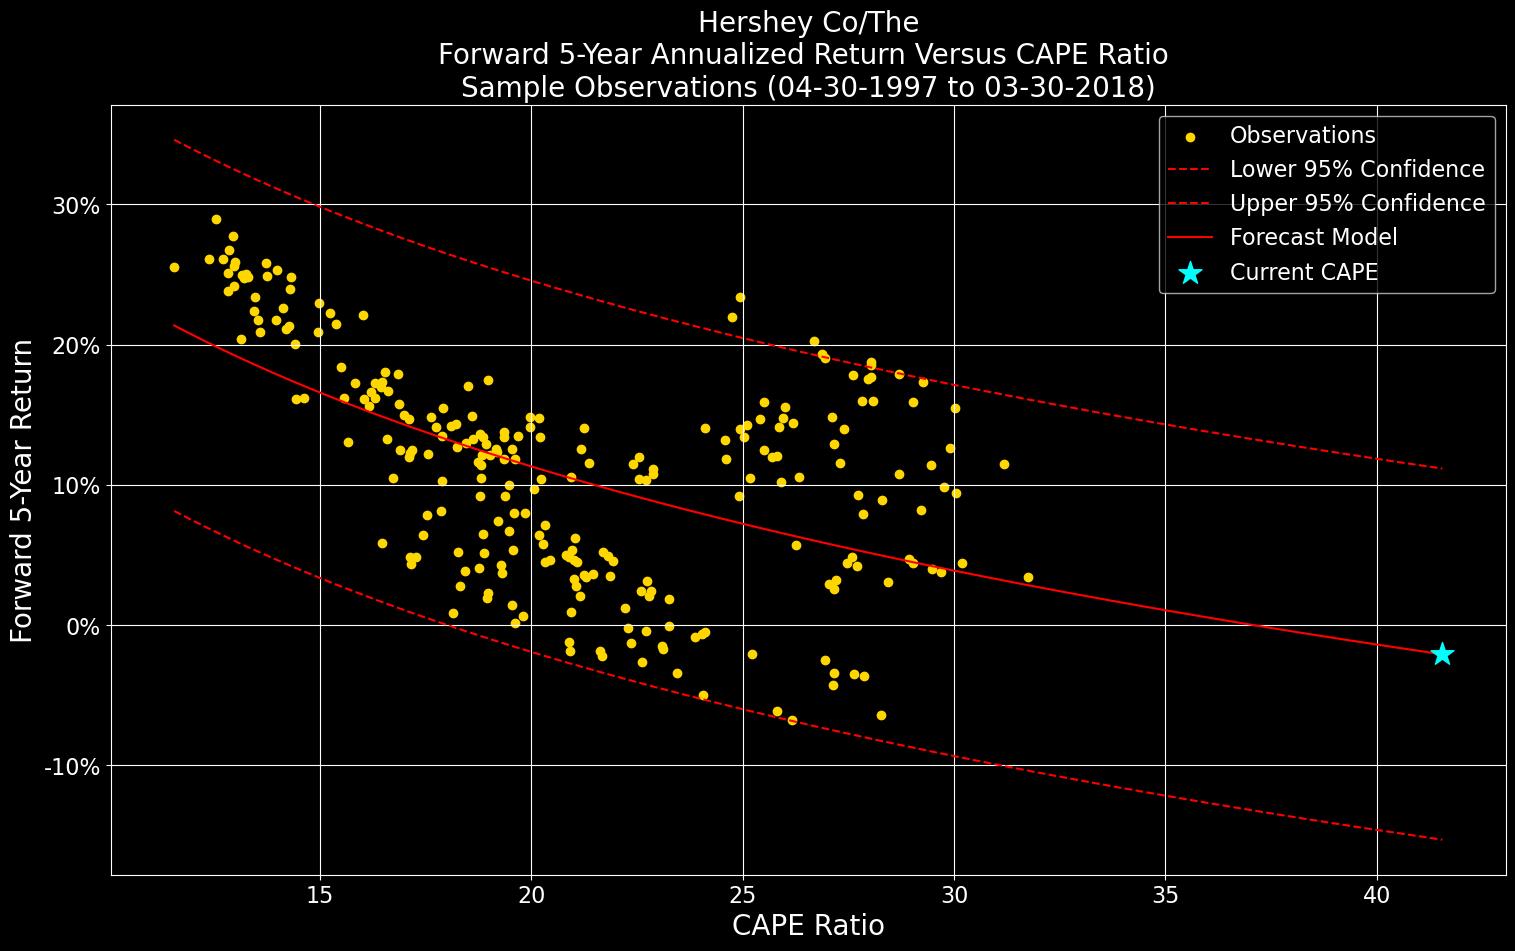 Hershey Co/The
Forward 5-Year Annualized Return Versus CAPE Ratio
Sample Observations (04-30-1997 to 03-30-2018)
Observations
Lower 95% Confidence
Upper 95% Confidence
Forecast Model
Current CAPE
Forward 5-Year Return
30%
20%
10%
0%
-10%
15 20 25 30 35 40
CAPE Ratio